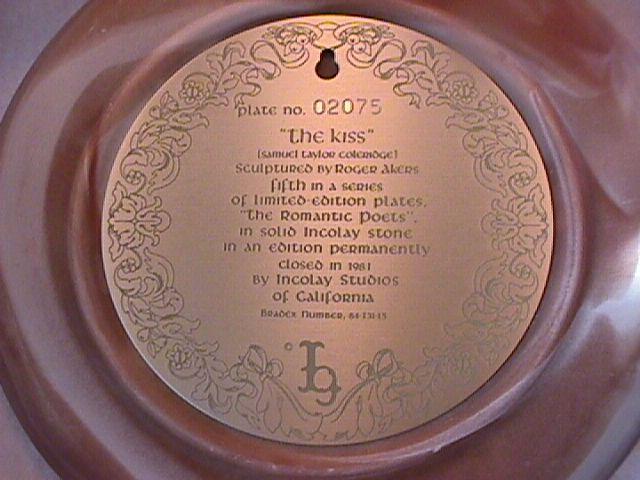 plate no. 02075
"the kiss"
[samuel taylor coleridge]
Sculptured by Roger Akers
fifth in a series
of limited-edition plates,
"the Romantic Poets",
in solid Incolay stone
in an edition permanently
closed in 1981
by Incolay Studios
of California
Bradex Number, 84-I31-1.5